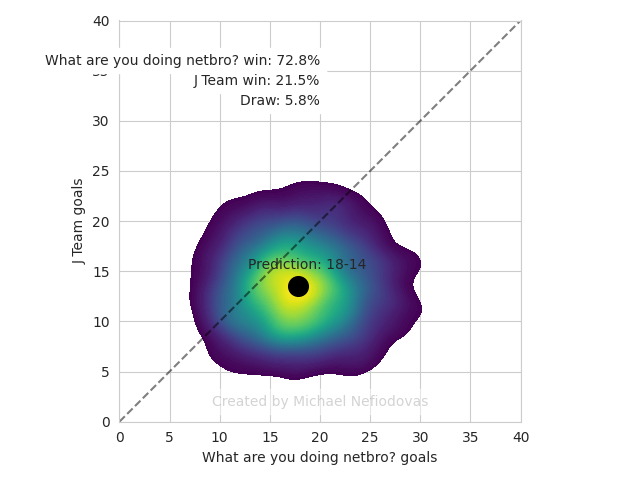 40
What are you doing netbro? win: 72.8%
J Team win: 21.5%
Draw: 5.8%
30
25
20
15
10
5
0
J Team goals
Prediction: 18-14
Created by Michael Nefiodovas
0 5 10 15 20 25 30 35 40
What are you doing netbro? goals